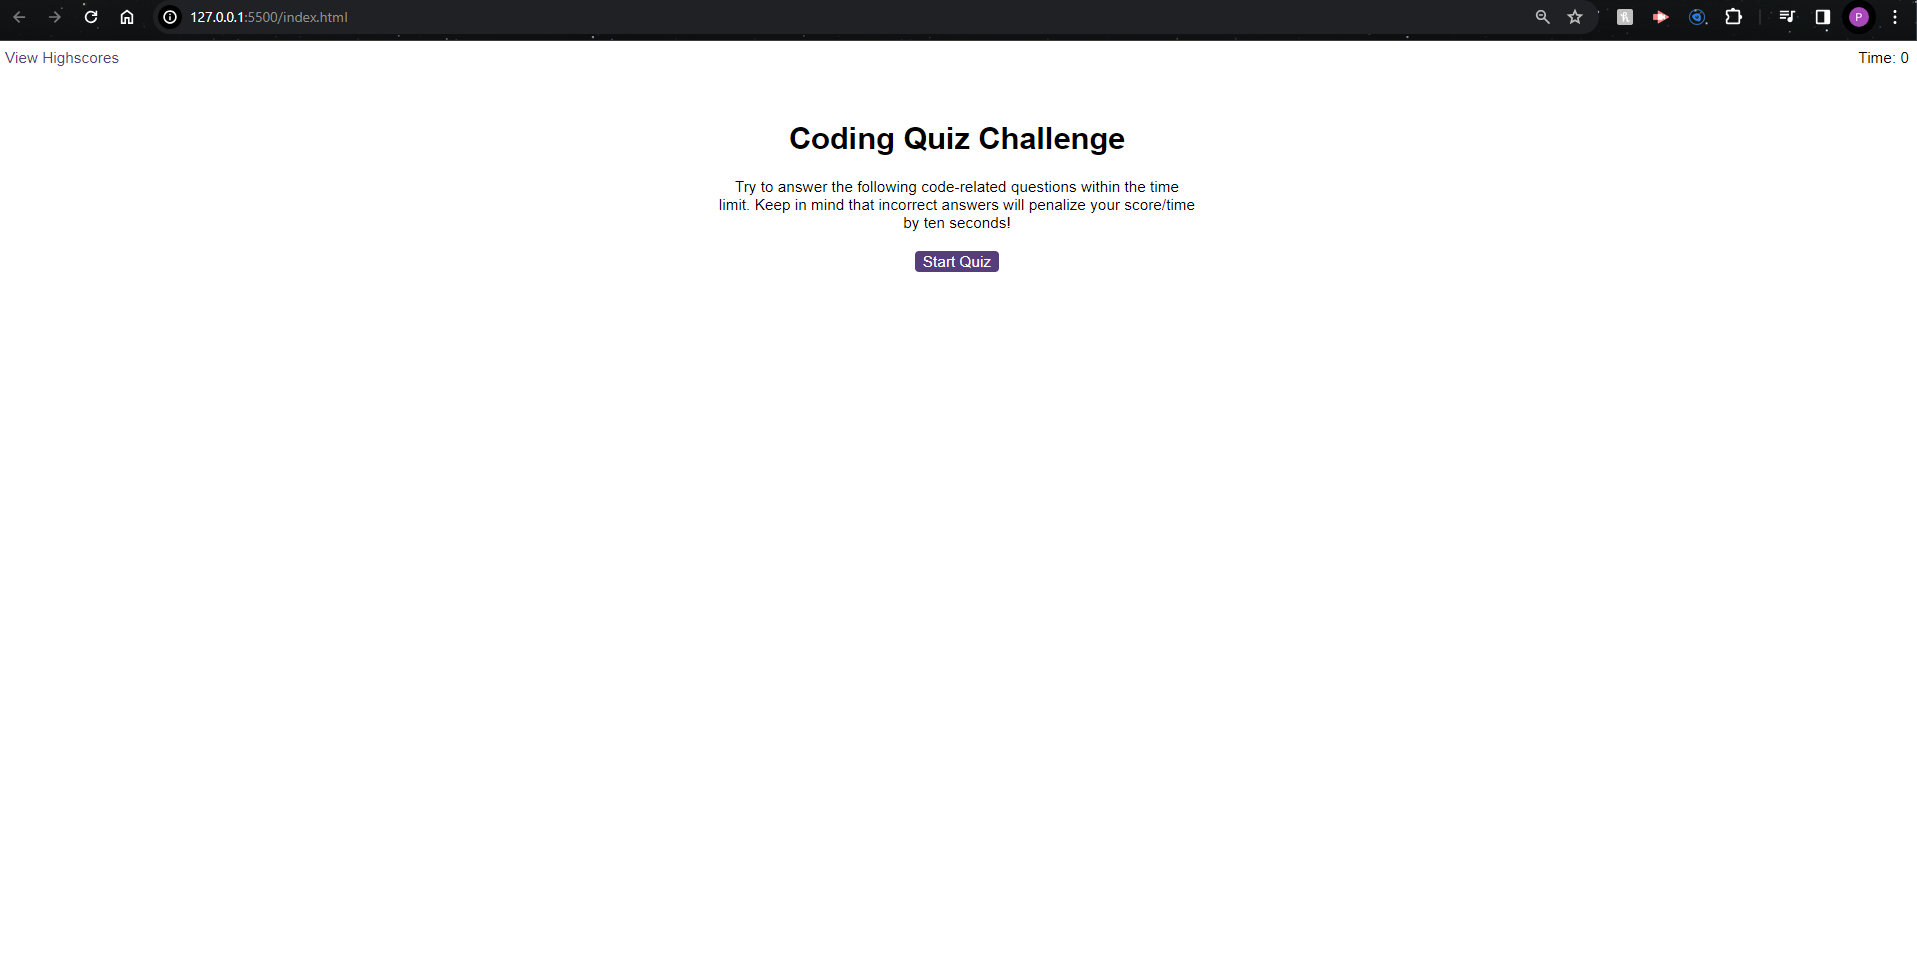 127.0.0.1:5500/index.html
P
View Highscores
Time: 0
Coding Quiz Challenge
Try to answer the following code-related questions within the time
limit. Keep in mind that incorrect answers will penalize your score/time
by ten seconds!
Start Quiz